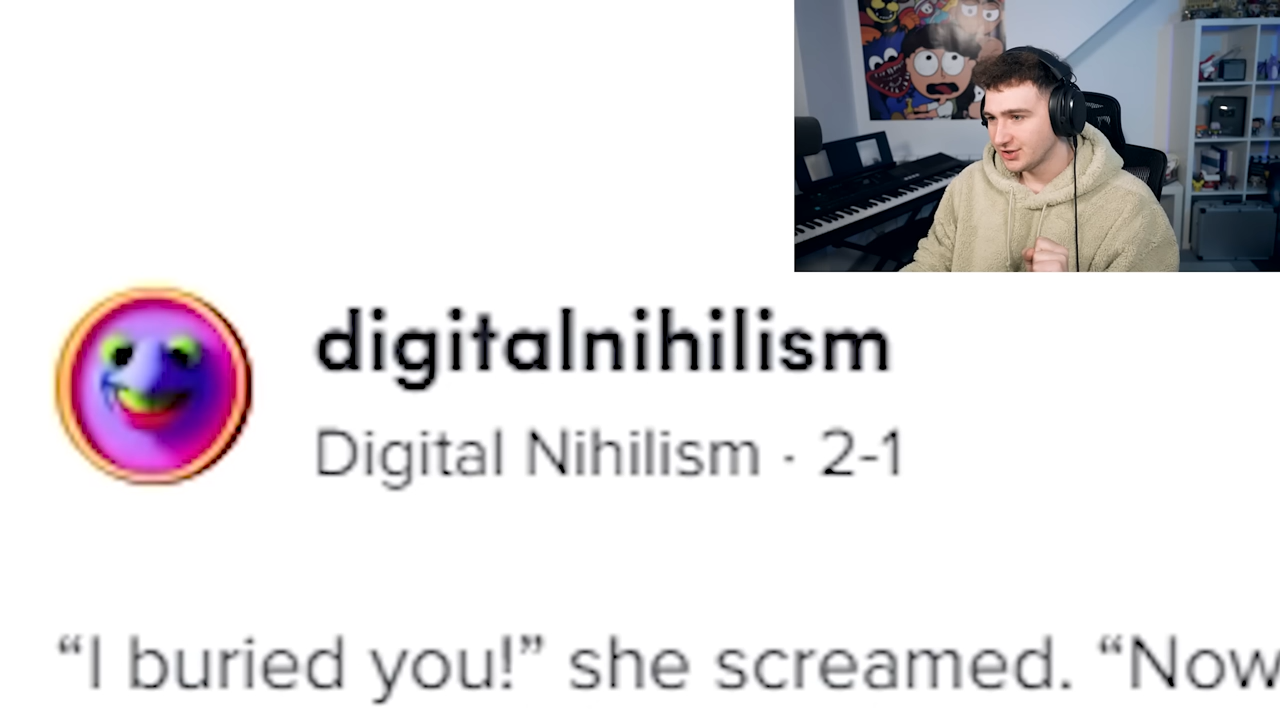 digitalnihilism
Digital Nihilism · 2-1
“I buried you!” she screamed. “Now